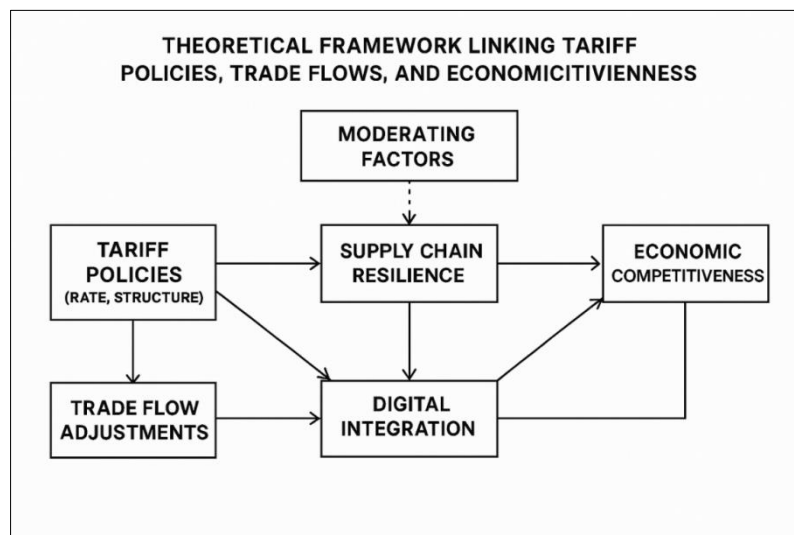 THEORETICAL FRAMEWORK LINKING TARIFF
POLICIES, TRADE FLOWS, AND ECONOMICITIVIENNESS
MODERATING
FACTORS
TARIFF
POLICIES
(RATE, STRUCTURE)
SUPPLY CHAIN
RESILIENCE
ECONOMIC
COMPETITIVENESS
TRADE FLOW
ADJUSTMENTS
DIGITAL
INTEGRATION